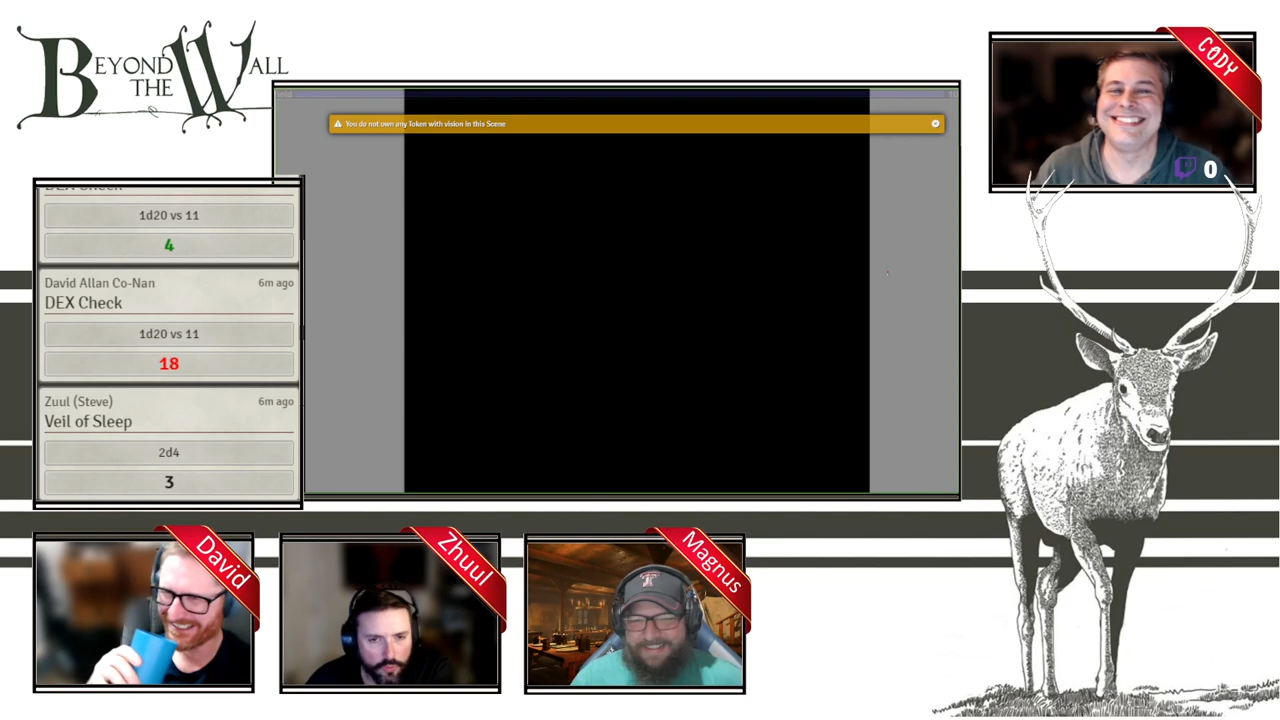 BEYOND
THE WALL
You do not own any Token with vision in this Scene
CODY
0
DEX Check
1d20 vs 11
4
David Allan Co-Nan 6m ago
DEX Check
1d20 vs 11
18
Zuul (Steve) 6m ago
Veil of Sleep
2d4
3
David
Zhuul
Magnus
T